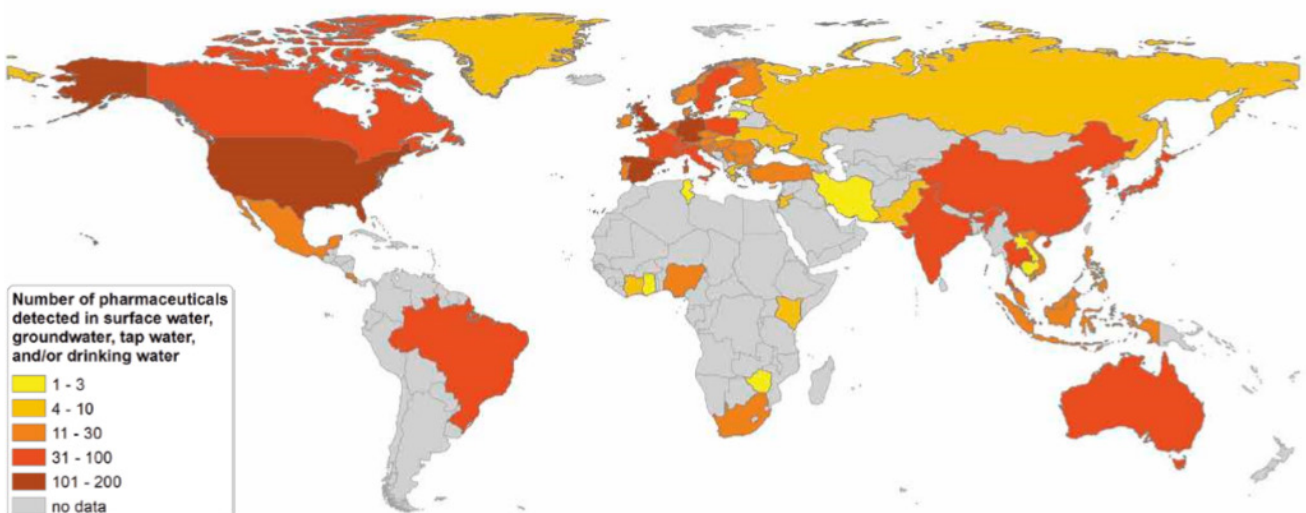 Number of pharmaceuticals
detected in surface water,
groundwater, tap water,
and/or drinking water
1 - 3
4 - 10
11 - 30
31 - 100
101 - 200
no data